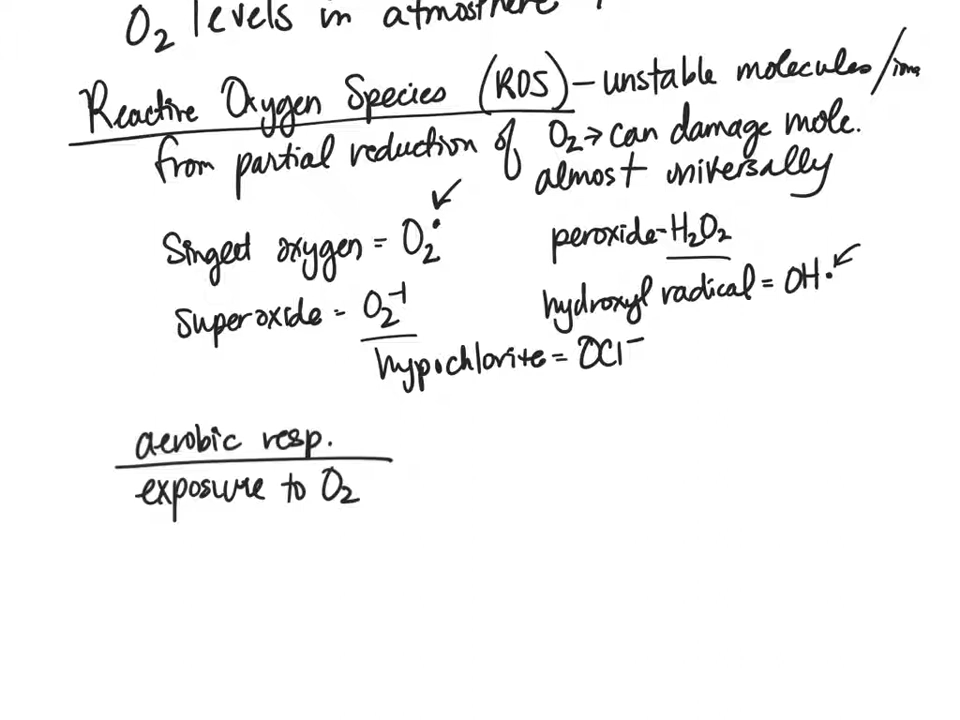 O2 levels in atmosphere
Reactive Oxygen Species (ROS) - unstable molecules/ions
from partial reduction of O2 → can damage mole.
almost universally
Singect oxygen = O2•
peroxide - H2O2
Superoxide = O2-1
hydroxyl radical = OH•
hypochlorite = OCl-
aerobic resp.
exposure to O2